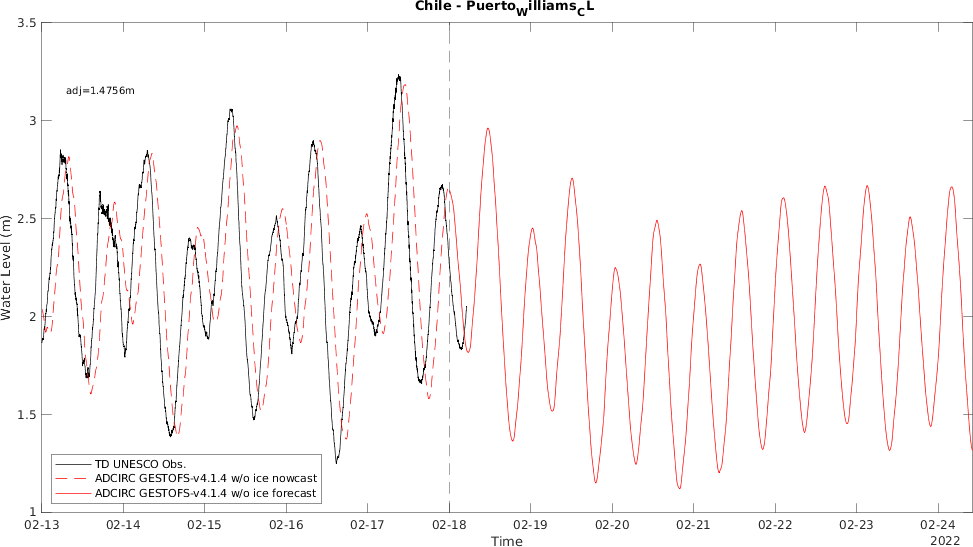 Chile - PuertoWilliamsCL
3.5
adj=1.4756m
3
2.5
Water Level (m)
2
1.5
TD UNESCO Obs.
ADCIRC GESTOFS-v4.1.4 w/o ice nowcast
ADCIRC GESTOFS-v4.1.4 w/o ice forecast
1
02-13 02-14 02-15 02-16 02-17 02-18 02-19 02-20 02-21 02-22 02-23 02-24
Time
2022